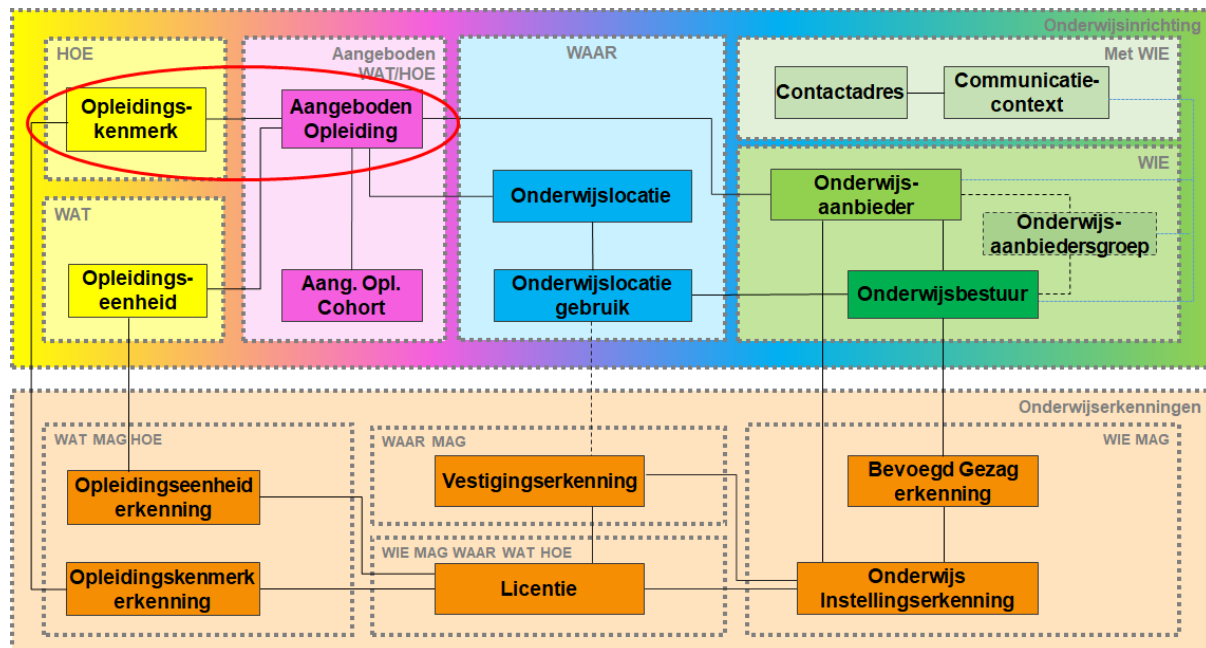 Onderwijsinrichting
HOE
Aangeboden
WAT/HOE
WAAR
Met WIE
Opleidings-
kenmerk
Aangeboden
Opleiding
Contactadres
Communicatie-
context
WIE
WAT
Onderwijslocatie
Onderwijs-
aanbieder
Onderwijs-
aanbiedersgroep
Opleidings-
eenheid
Aang. Opl.
Cohort
Onderwijslocatie
gebruik
Onderwijsbestuur
Onderwijserkenningen
WAT MAG HOE
WAAR MAG
WIE MAG
Opleidingseenheid
erkenning
Vestigingserkenning
Bevoegd Gezag
erkenning
WIE MAG WAAR WAT HOE
Opleidingskenmerk
erkenning
Licentie
Onderwijs
Instellingserkenning